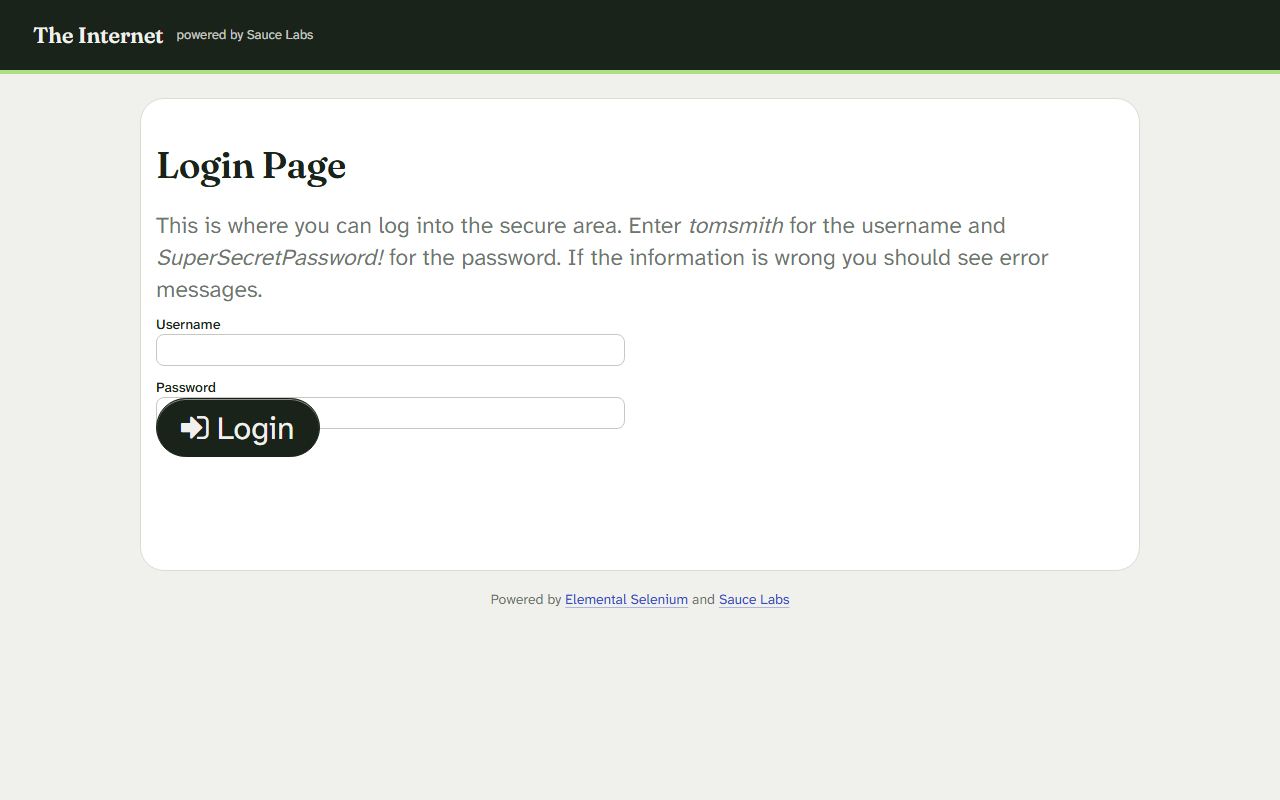 The Internet powered by Sauce Labs
Login Page
This is where you can log into the secure area. Enter tomsmith for the username and
SuperSecretPassword! for the password. If the information is wrong you should see error
messages.
Username
Password
Login
Powered by Elemental Selenium and Sauce Labs